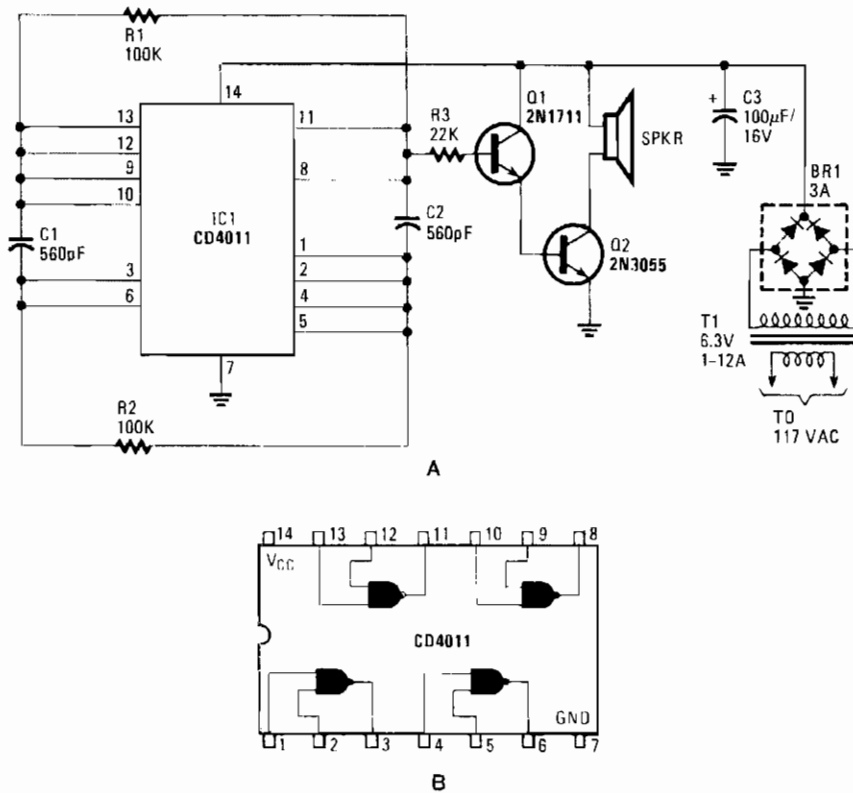 R1
100K
14
13
12
9
10
3
6
11
8
1
2
4
5
7
IC1
CD4011
C1
560pF
C2
560pF
R2
100K
R3
22K
Q1
2N1711
Q2
2N3055
SPKR
+
C3
100µF/
16V
BR1
3A
T1
6.3V
1–12A
TO
117 VAC
A
14 13 12 11 10 9 8
VCC
CD4011
GND
1 2 3 4 5 6 7
B